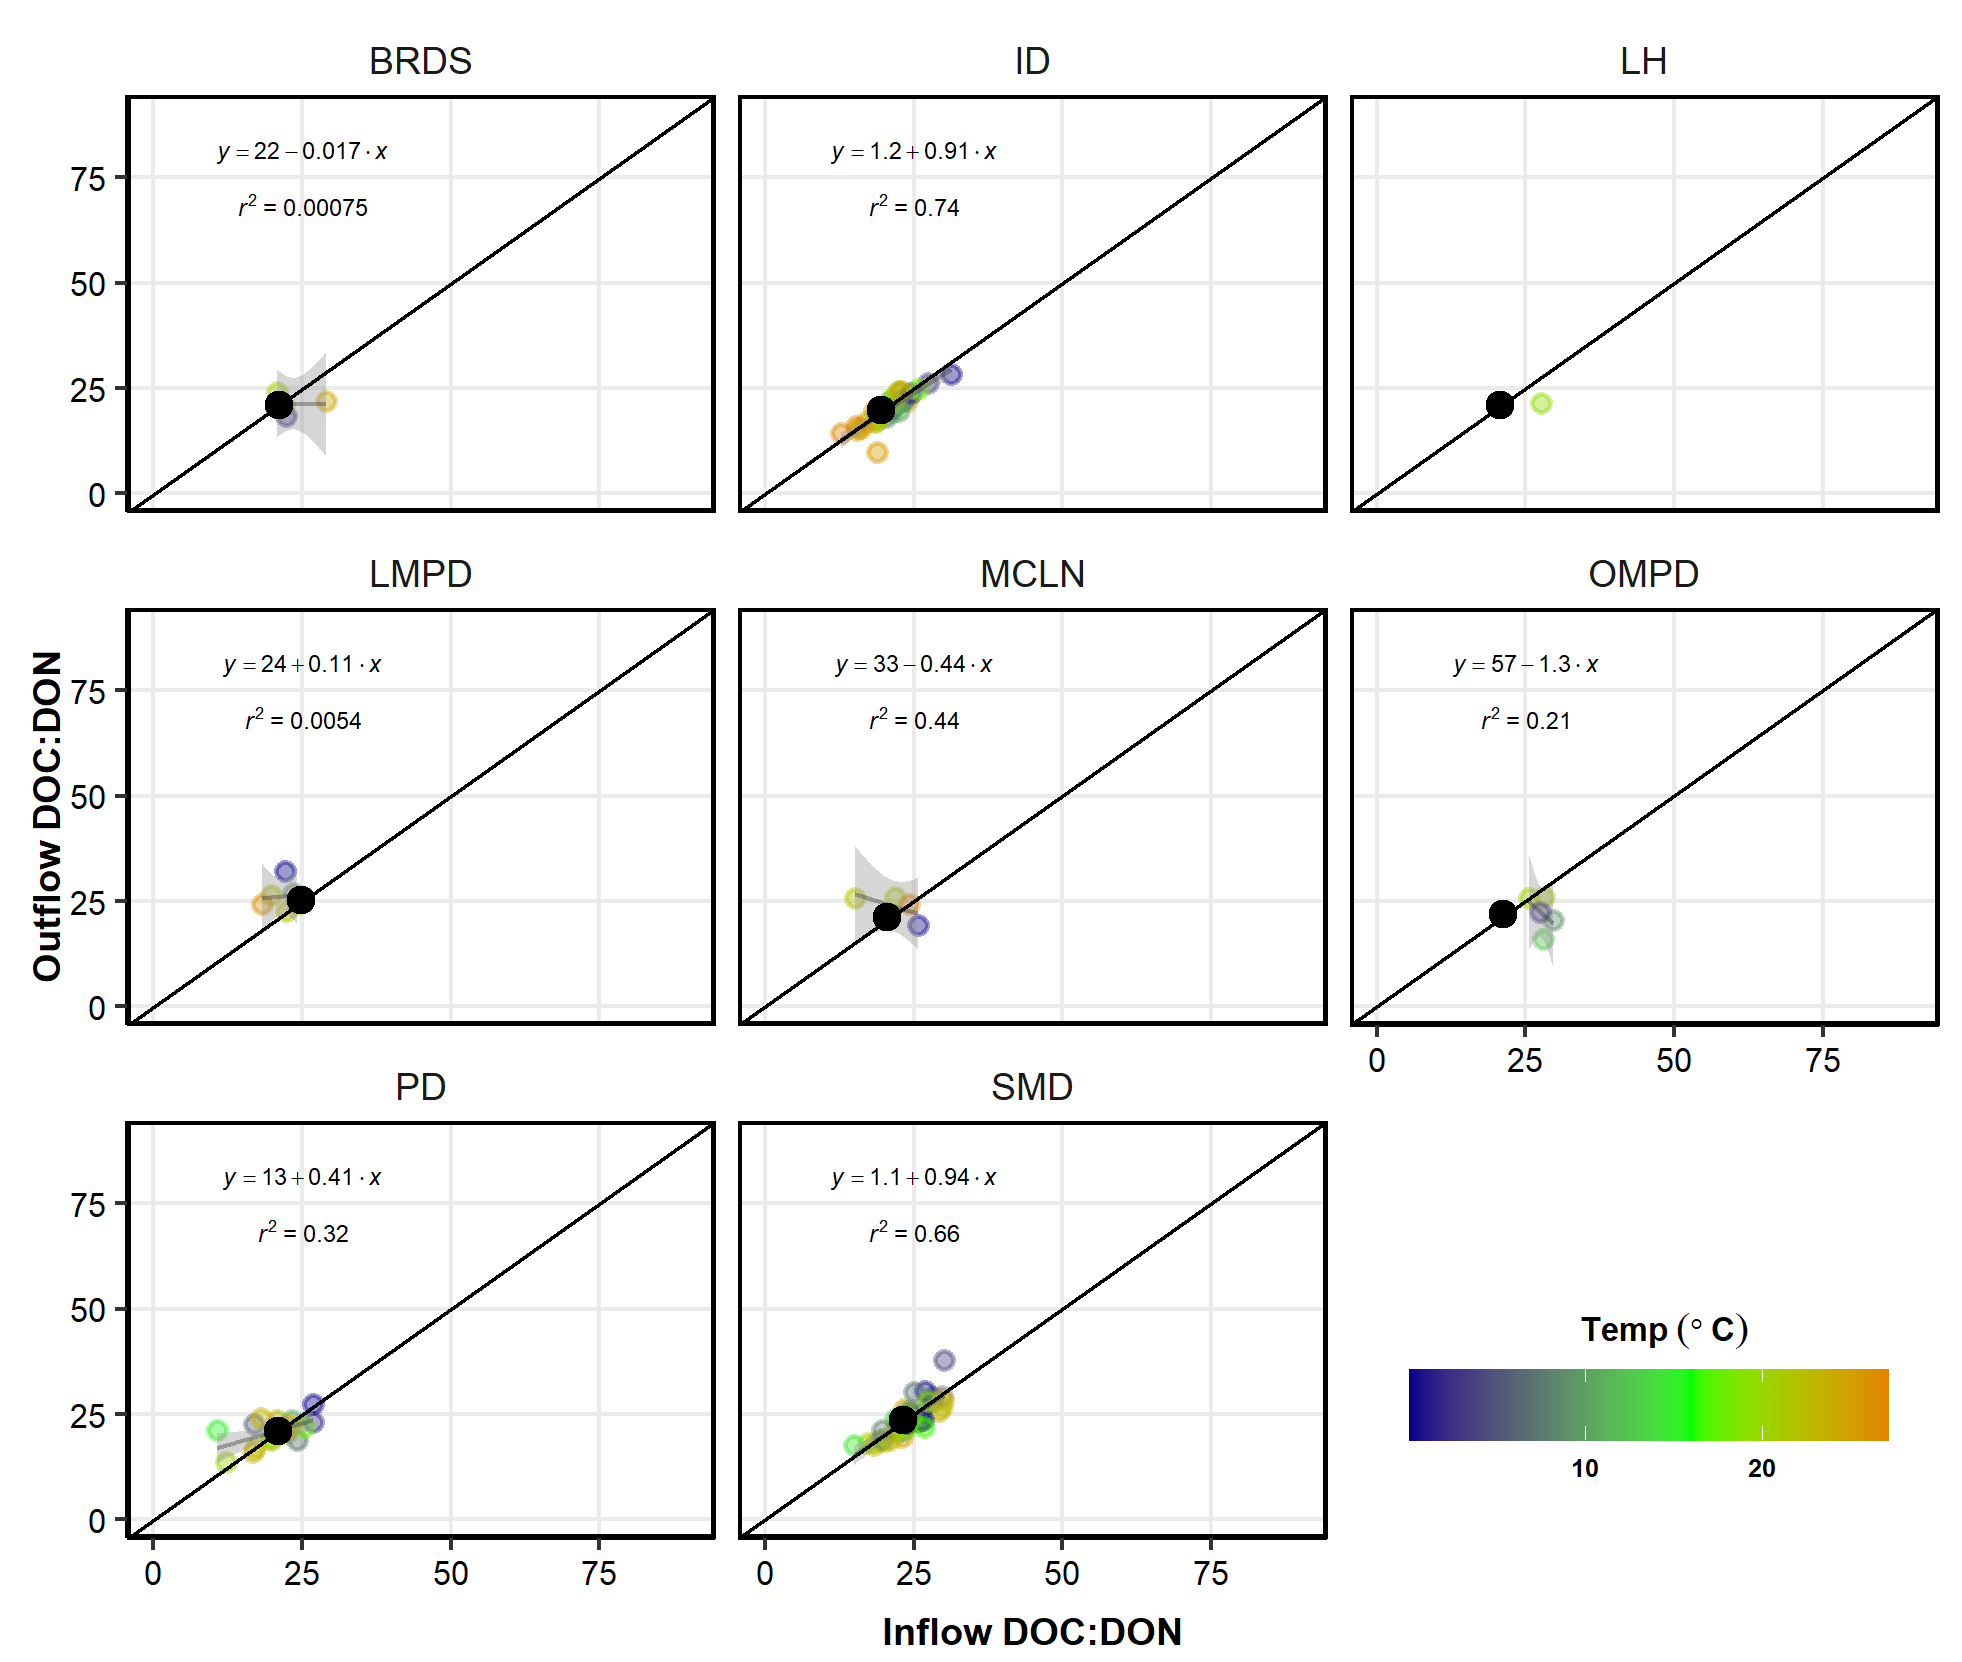 BRDS
ID
LH
y = 22 − 0.017 · x
r² = 0.00075
y = 1.2 + 0.91 · x
r² = 0.74
75
50
25
0
LMPD
MCLN
OMPD
y = 24 + 0.11 · x
r² = 0.0054
y = 33 − 0.44 · x
r² = 0.44
y = 57 − 1.3 · x
r² = 0.21
75
50
25
0
0 25 50 75
Outflow DOC:DON
PD
SMD
y = 13 + 0.41 · x
r² = 0.32
y = 1.1 + 0.94 · x
r² = 0.66
75
50
25
0
0 25 50 75
0 25 50 75
Inflow DOC:DON
Temp (° C)
10 20